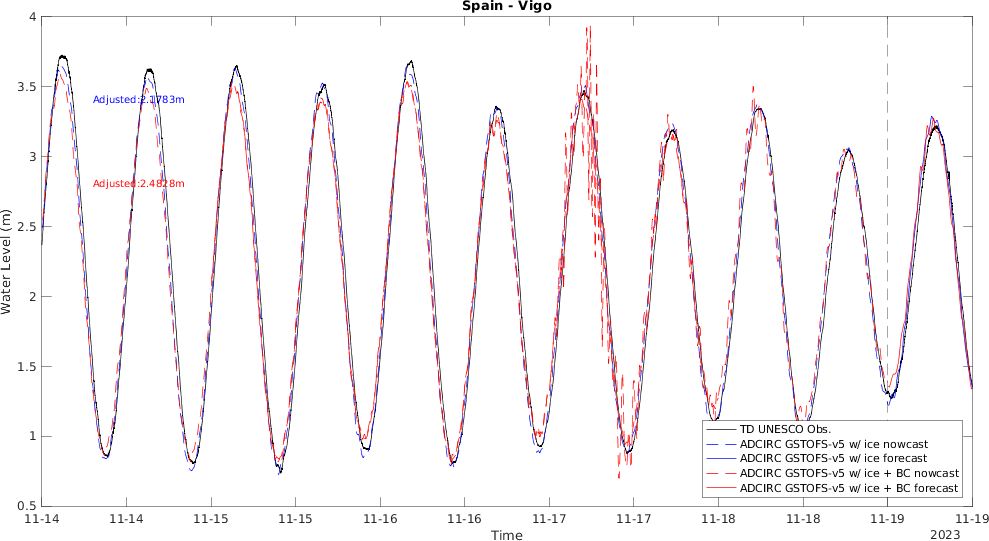 Spain - Vigo
4
3.5
3
2.5
2
1.5
1
0.5
Water Level (m)
Adjusted:2.1783m
Adjusted:2.4828m
TD UNESCO Obs.
ADCIRC GSTOFS-v5 w/ ice nowcast
ADCIRC GSTOFS-v5 w/ ice forecast
ADCIRC GSTOFS-v5 w/ ice + BC nowcast
ADCIRC GSTOFS-v5 w/ ice + BC forecast
11-14 11-14 11-15 11-15 11-16 11-16 11-17 11-17 11-18 11-18 11-19 11-19
Time
2023